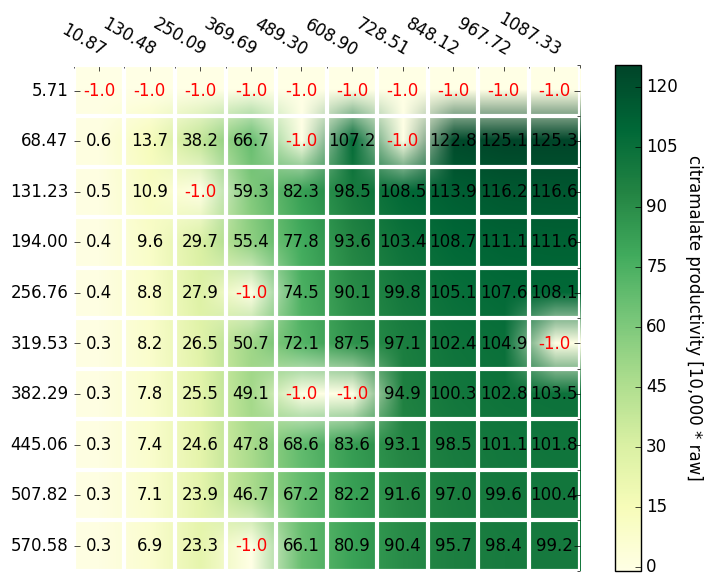 10.87 130.48 250.09 369.69 489.30 608.90 728.51 848.12 967.72 1087.33
5.71 -1.0 -1.0 -1.0 -1.0 -1.0 -1.0 -1.0 -1.0 -1.0 -1.0
68.47 0.6 13.7 38.2 66.7 -1.0 107.2 -1.0 122.8 125.1 125.3
131.23 0.5 10.9 -1.0 59.3 82.3 98.5 108.5 113.9 116.2 116.6
194.00 0.4 9.6 29.7 55.4 77.8 93.6 103.4 108.7 111.1 111.6
256.76 0.4 8.8 27.9 -1.0 74.5 90.1 99.8 105.1 107.6 108.1
319.53 0.3 8.2 26.5 50.7 72.1 87.5 97.1 102.4 104.9 -1.0
382.29 0.3 7.8 25.5 49.1 -1.0 -1.0 94.9 100.3 102.8 103.5
445.06 0.3 7.4 24.6 47.8 68.6 83.6 93.1 98.5 101.1 101.8
507.82 0.3 7.1 23.9 46.7 67.2 82.2 91.6 97.0 99.6 100.4
570.58 0.3 6.9 23.3 -1.0 66.1 80.9 90.4 95.7 98.4 99.2
120
105
90
75
60
45
30
15
0
citramalate productivity [10,000 * raw]